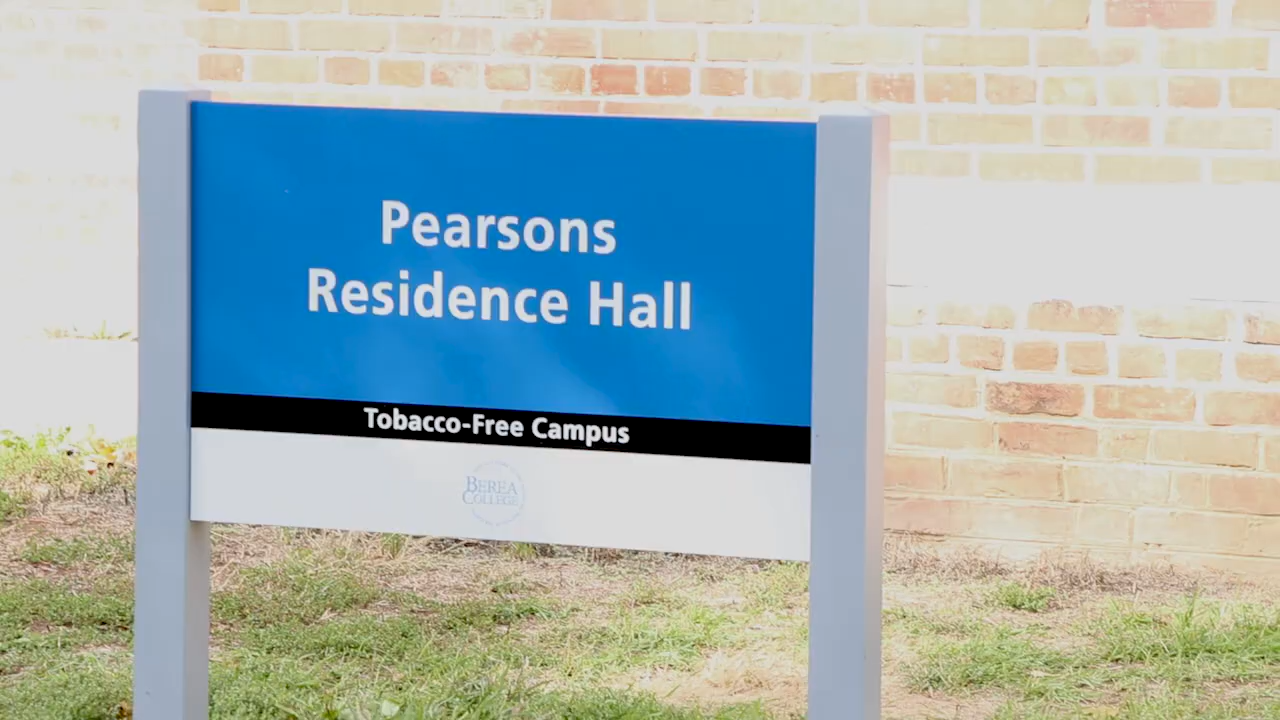 Pearsons
Residence Hall
Tobacco-Free Campus
BEREA
COLLEGE